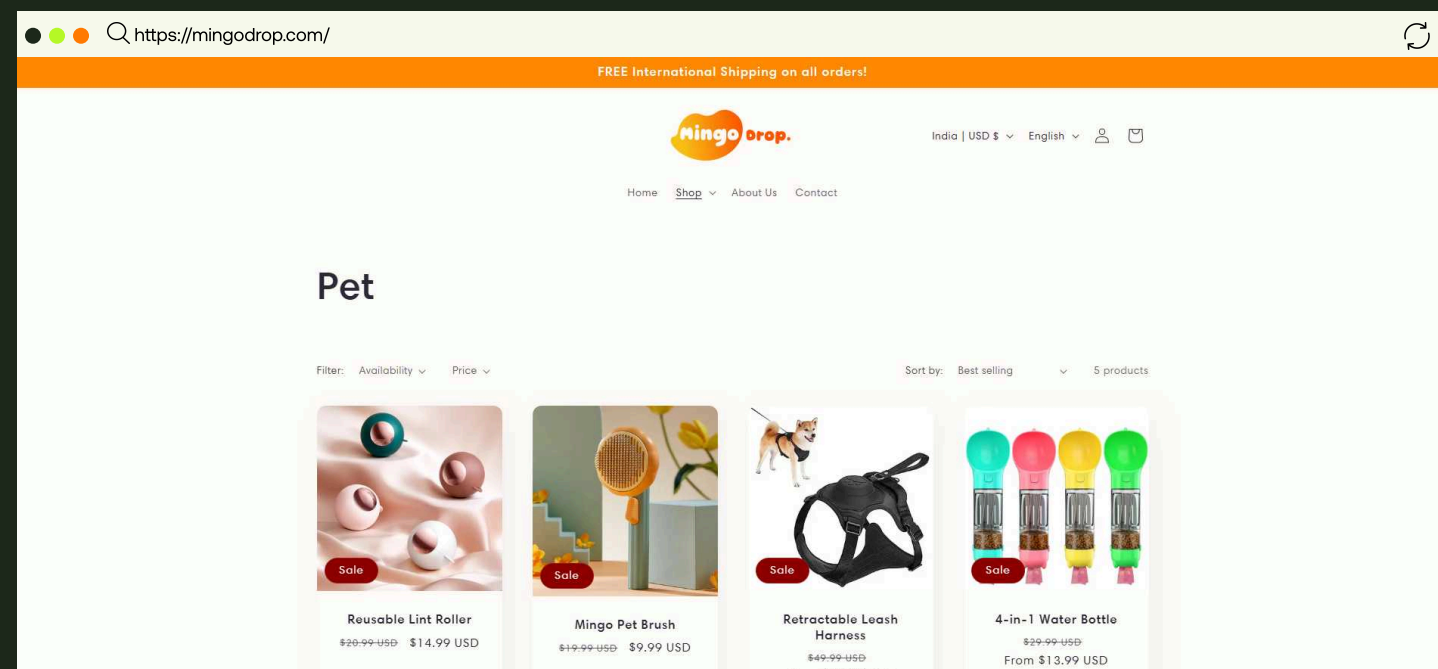 https://mingodrop.com/
FREE International Shipping on all orders!
Mingo Drop.
India | USD $
English
Home
Shop
About Us
Contact
Pet
Filter:
Availability
Price
Sort by:
Best selling
5 products
Sale
Sale
Sale
Sale
Reusable Lint Roller
$20.99 USD $14.99 USD
Mingo Pet Brush
$19.99 USD $9.99 USD
Retractable Leash
Harness
$49.99 USD
4-in-1 Water Bottle
$29.99 USD
From $13.99 USD